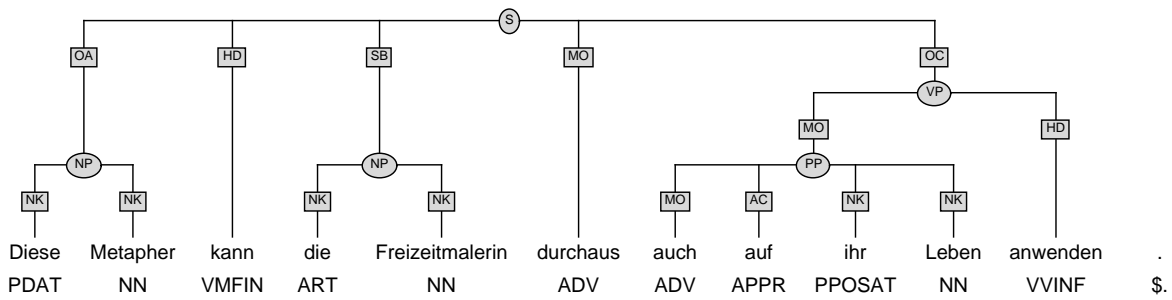 S
OA HD SB MO OC
VP
MO HD
NP NP PP
NK NK NK NK MO AC NK NK
Diese Metapher kann die Freizeitmalerin durchaus auch auf ihr Leben anwenden .
PDAT NN VMFIN ART NN ADV ADV APPR PPOSAT NN VVINF $.